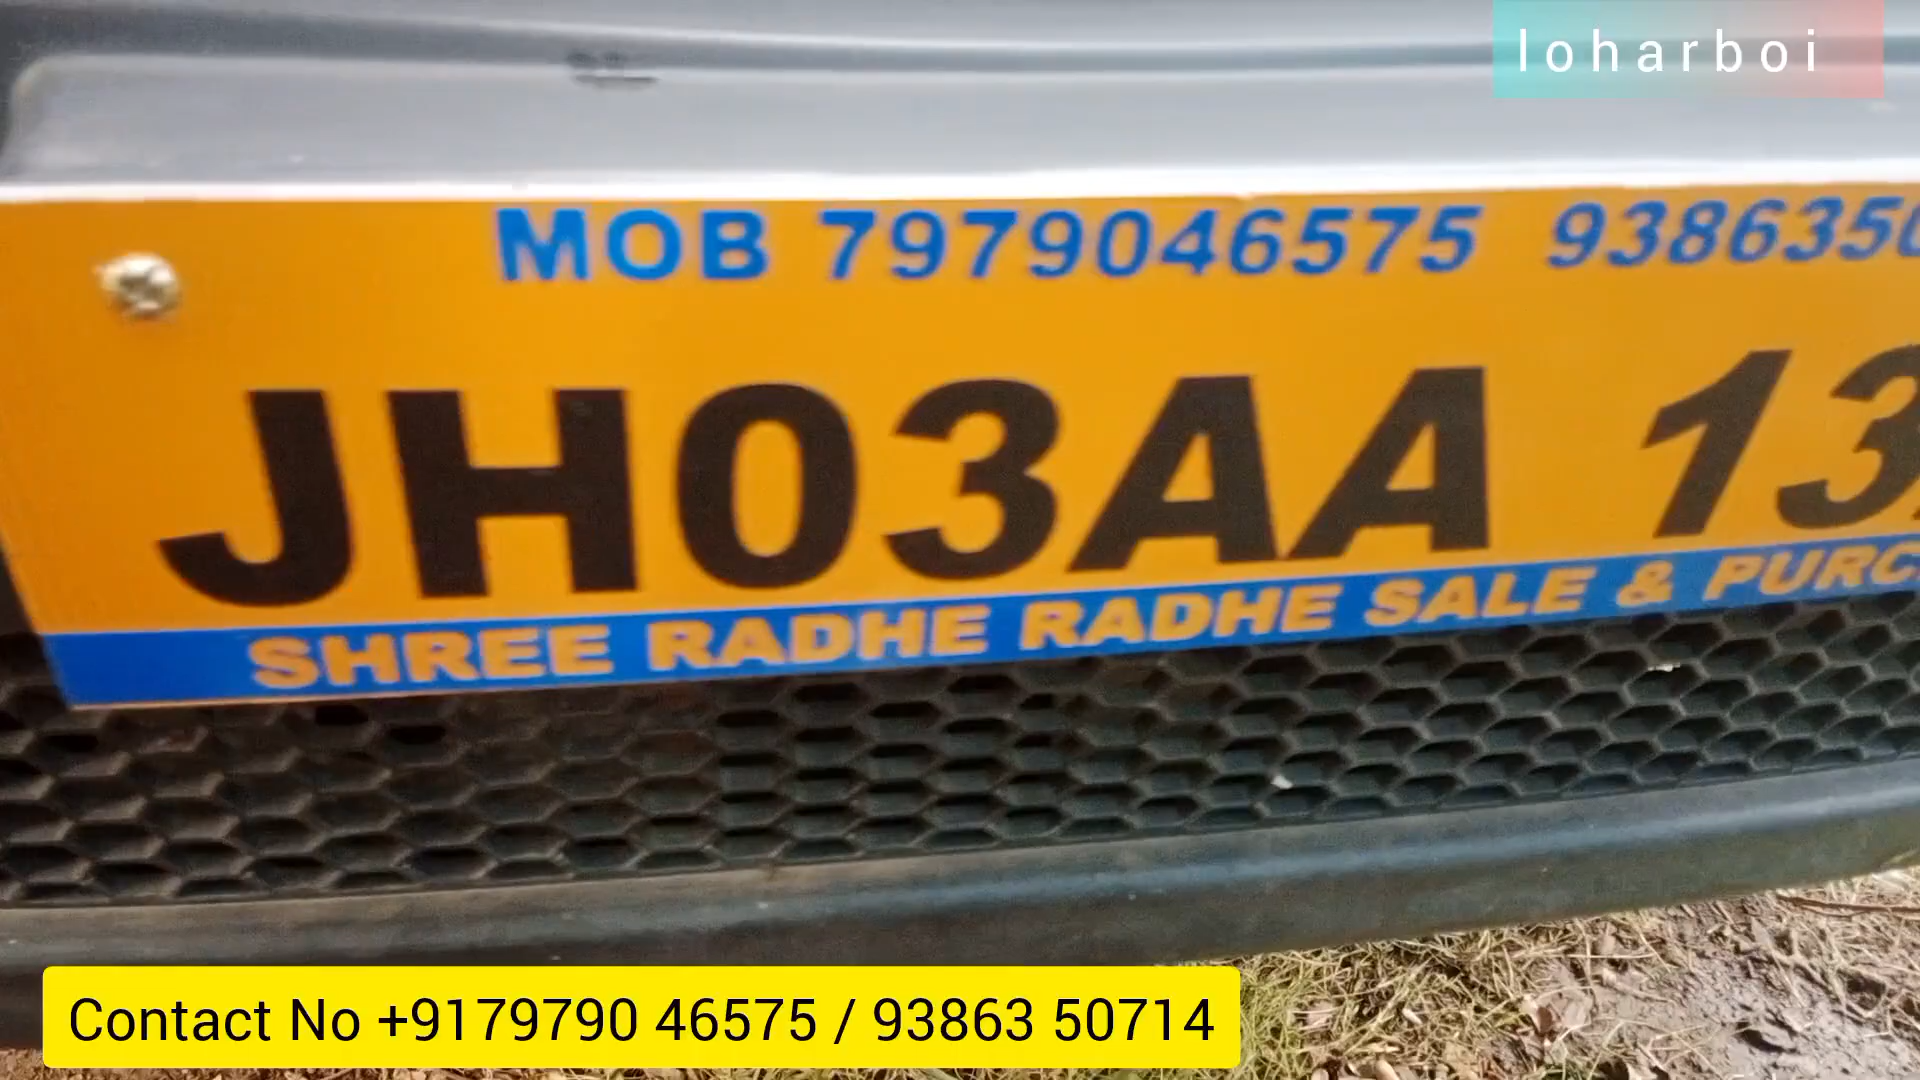 loharboi
MOB 7979046575 938635
JH03AA 13
SHREE RADHE RADHE SALE & PURC
Contact No +9179790 46575 / 93863 50714